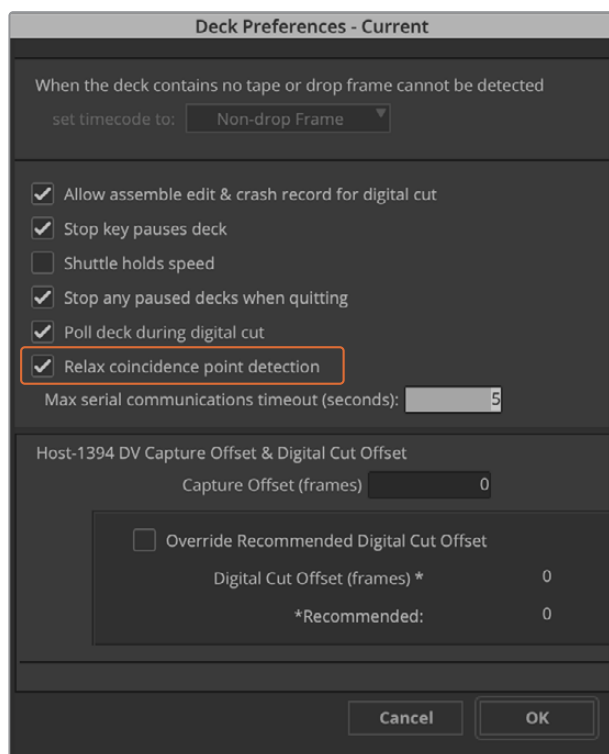 Deck Preferences - Current
When the deck contains no tape or drop frame cannot be detected
set timecode to: Non-drop Frame
Allow assemble edit & crash record for digital cut
Stop key pauses deck
Shuttle holds speed
Stop any paused decks when quitting
Poll deck during digital cut
Relax coincidence point detection
Max serial communications timeout (seconds): 5
Host-1394 DV Capture Offset & Digital Cut Offset
Capture Offset (frames) 0
Override Recommended Digital Cut Offset
Digital Cut Offset (frames) * 0
*Recommended: 0
Cancel OK